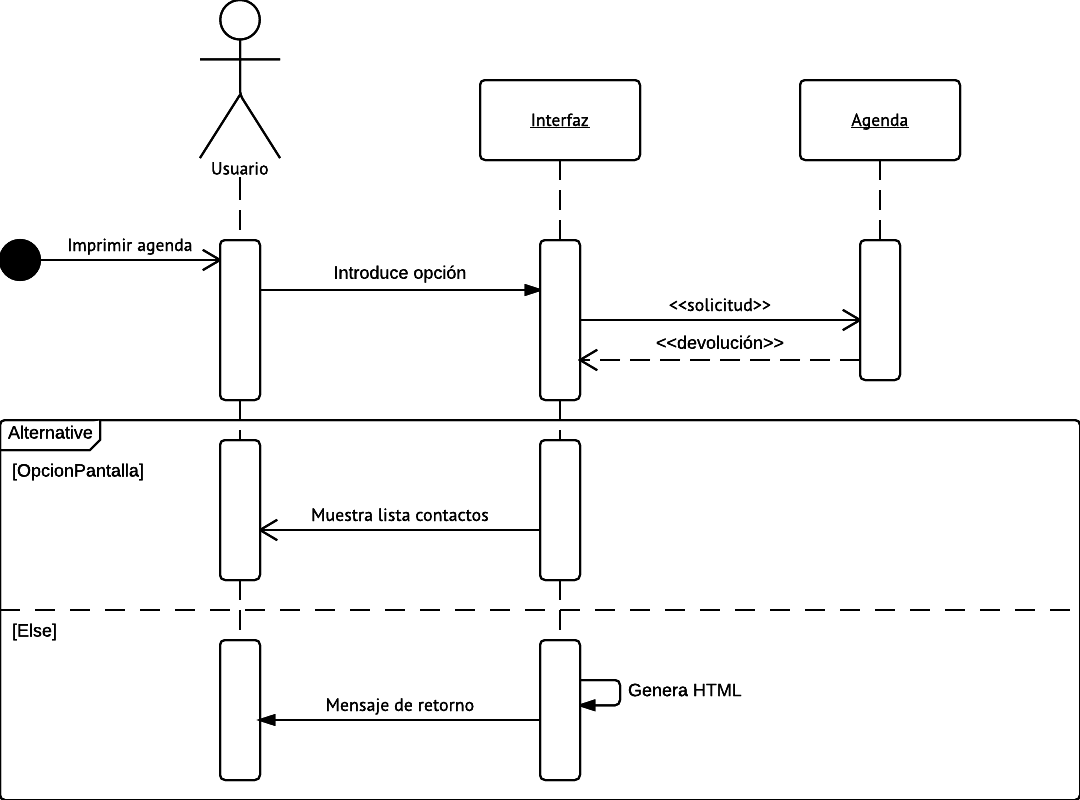 Interfaz
Agenda
Usuario
Imprimir agenda
Introduce opción
<<solicitud>>
<<devolución>>
Alternative
[OpcionPantalla]
Muestra lista contactos
[Else]
Genera HTML
Mensaje de retorno